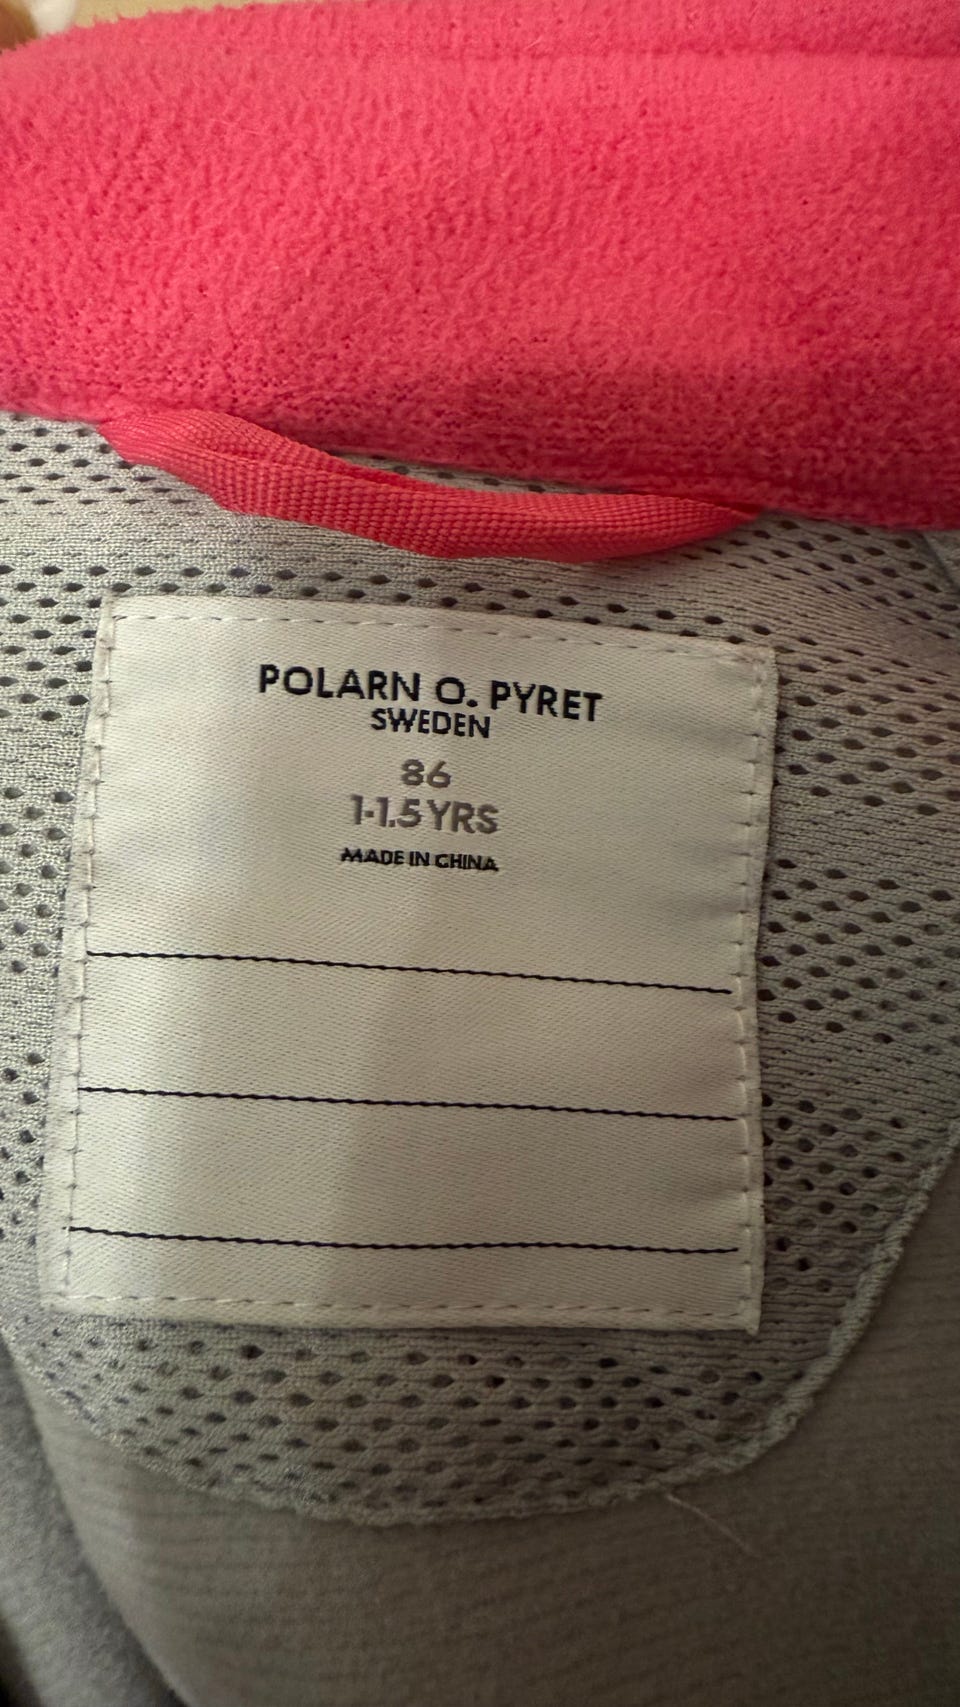 POLARN O. PYRET
SWEDEN
86
1-1.5 YRS
MADE IN CHINA